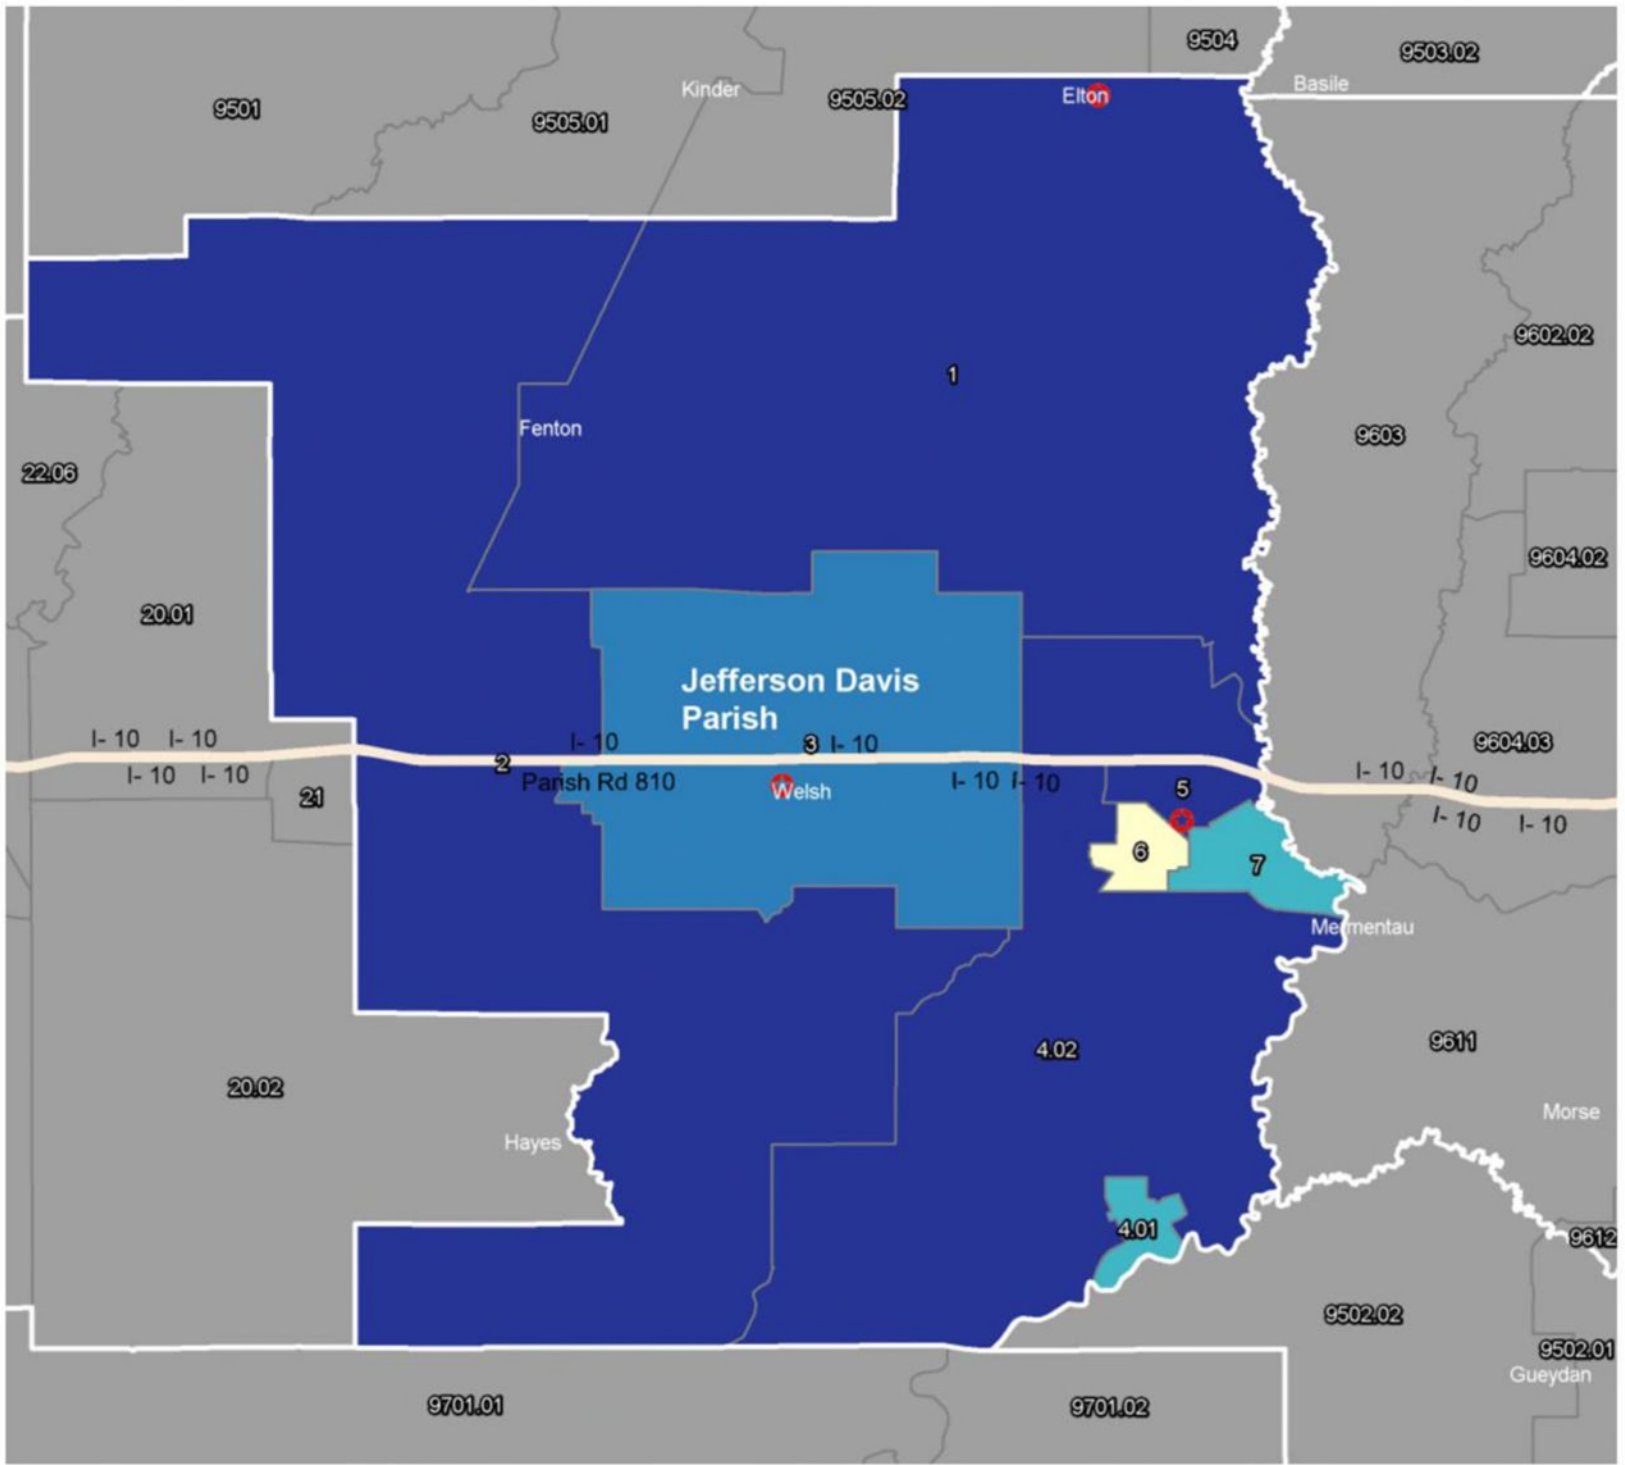 9504
9503.02
Kinder
Basile
9501
9505.02
Elton
9505.01
9602.02
1
Fenton
9603
22.06
9604.02
20.01
Jefferson Davis
Parish
I- 10 I- 10
I- 10
3 I- 10
9604.03
2
I- 10 I- 10
Parish Rd 810
Welsh
I- 10 I- 10
5
I- 10 I- 10
21
I- 10 I- 10
6
7
Mermentau
4.02
9611
20.02
Morse
Hayes
4.01
9612
9502.02
9502.01
Gueydan
9701.01
9701.02